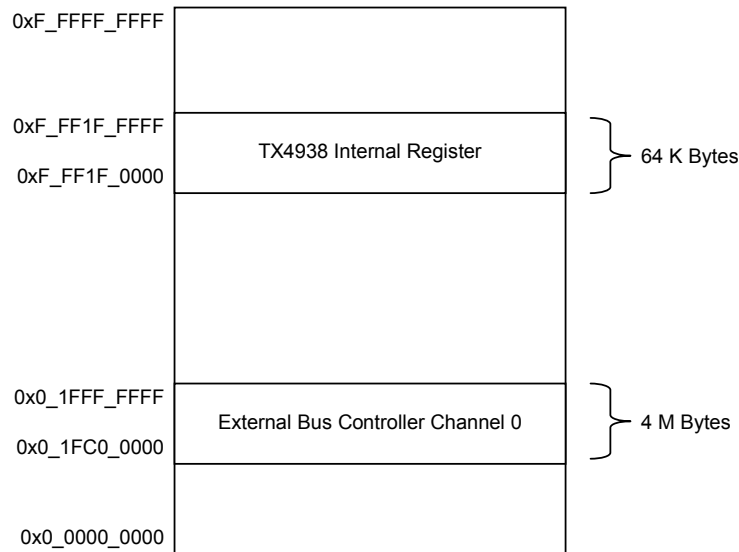 0xF_FFFF_FFFF
0xF_FF1F_FFFF
TX4938 Internal Register
64 K Bytes
0xF_FF1F_0000
0x0_1FFF_FFFF
External Bus Controller Channel 0
4 M Bytes
0x0_1FC0_0000
0x0_0000_0000